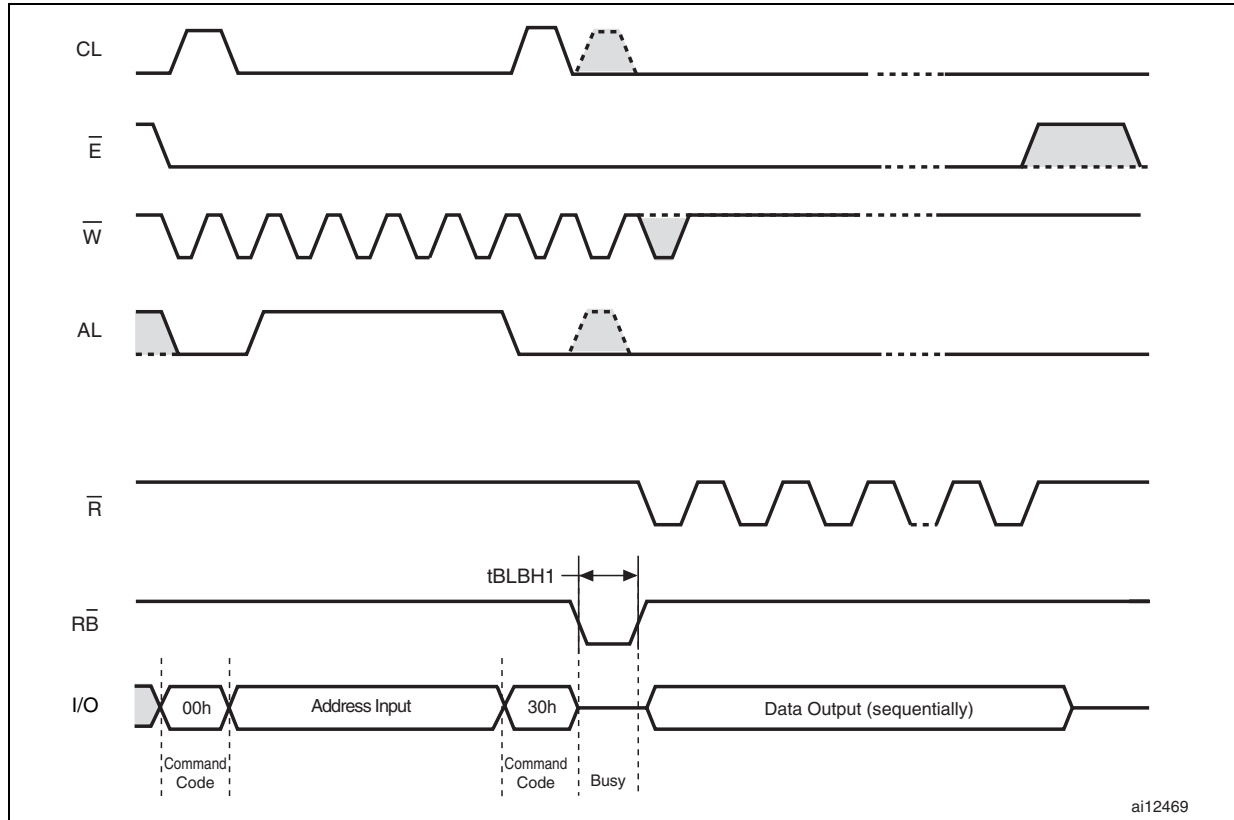 CL
E̅
W̅
AL
R̅
tBLBH1
RB̅
I/O
00h
Address Input
30h
Data Output (sequentially)
Command
Code
Command
Code
Busy
ai12469